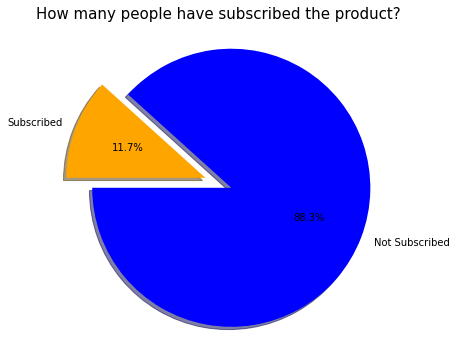 How many people have subscribed the product?
Subscribed
11.7%
88.3%
Not Subscribed